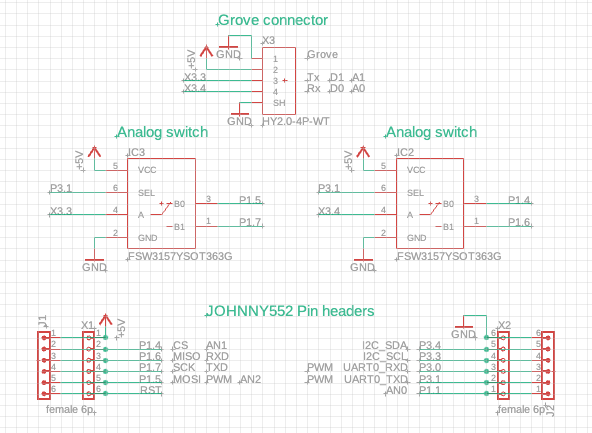 Grove connector
X3
+5V
GND
1
Grove
2
X3.3
3
Tx D1 A1
X3.4
4
Rx D0 A0
SH
GND
HY2.0-4P-WT
Analog switch
IC3
+5V
5
VCC
P3.1
6
SEL
B0
3
P1.5
X3.3
4
A
B1
1
P1.7
2
GND
GND
FSW3157YSOT363G
Analog switch
IC2
+5V
5
VCC
P3.1
6
SEL
B0
3
P1.4
X3.4
4
A
B1
1
P1.6
2
GND
GND
FSW3157YSOT363G
JOHNNY552 Pin headers
J1
X1
+5V
1 1
2 2 P1.4 CS AN1
3 3 P1.6 MISO RXD
4 4 P1.7 SCK TXD
5 5 P1.5 MOSI PWM AN2
6 6 RST
female 6p.
X2
J2
GND
6 6
I2C_SDA P3.4 5 5
I2C_SCL P3.3 4 4
PWM UART0_RXD P3.0 3 3
PWM UART0_TXD P3.1 2 2
AN0 P1.1 1 1
female 6p.